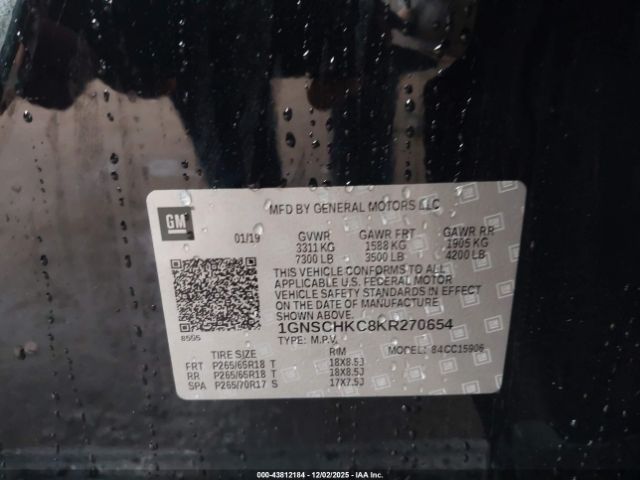 MFD BY GENERAL MOTORS LLC
GM
01/19
GVWR GAWR FRT GAWR RR
3311 KG 1588 KG 1905 KG
7300 LB 3500 LB 4200 LB
THIS VEHICLE CONFORMS TO ALL
APPLICABLE U.S. FEDERAL MOTOR
VEHICLE SAFETY STANDARDS IN EFFECT
ON THE DATE OF MANUFACTURE
SHOWN ABOVE.
1GNSCHKC8KR270654
8555
TYPE: M.P.V. MODEL: 84CC15906
TIRE SIZE RIM
FRT P265/65R18 T 18X8.5J
RR P265/65R18 T 18X8.5J
SPA P265/70R17 S 17X7.5J
000-43812184 - 12/02/2025 - IAA Inc.